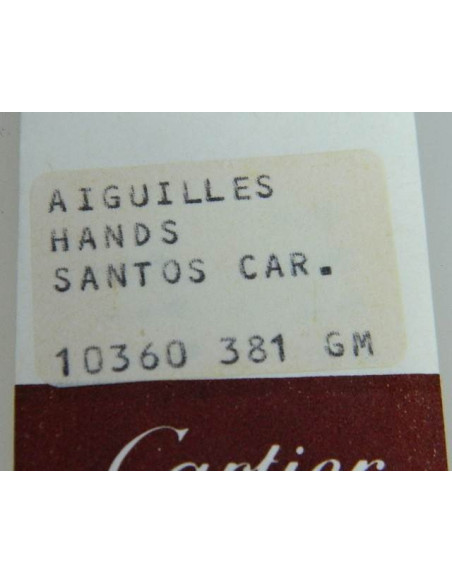 AIGUILLES
HANDS
SANTOS CAR.
10360 381 GM
Cartier